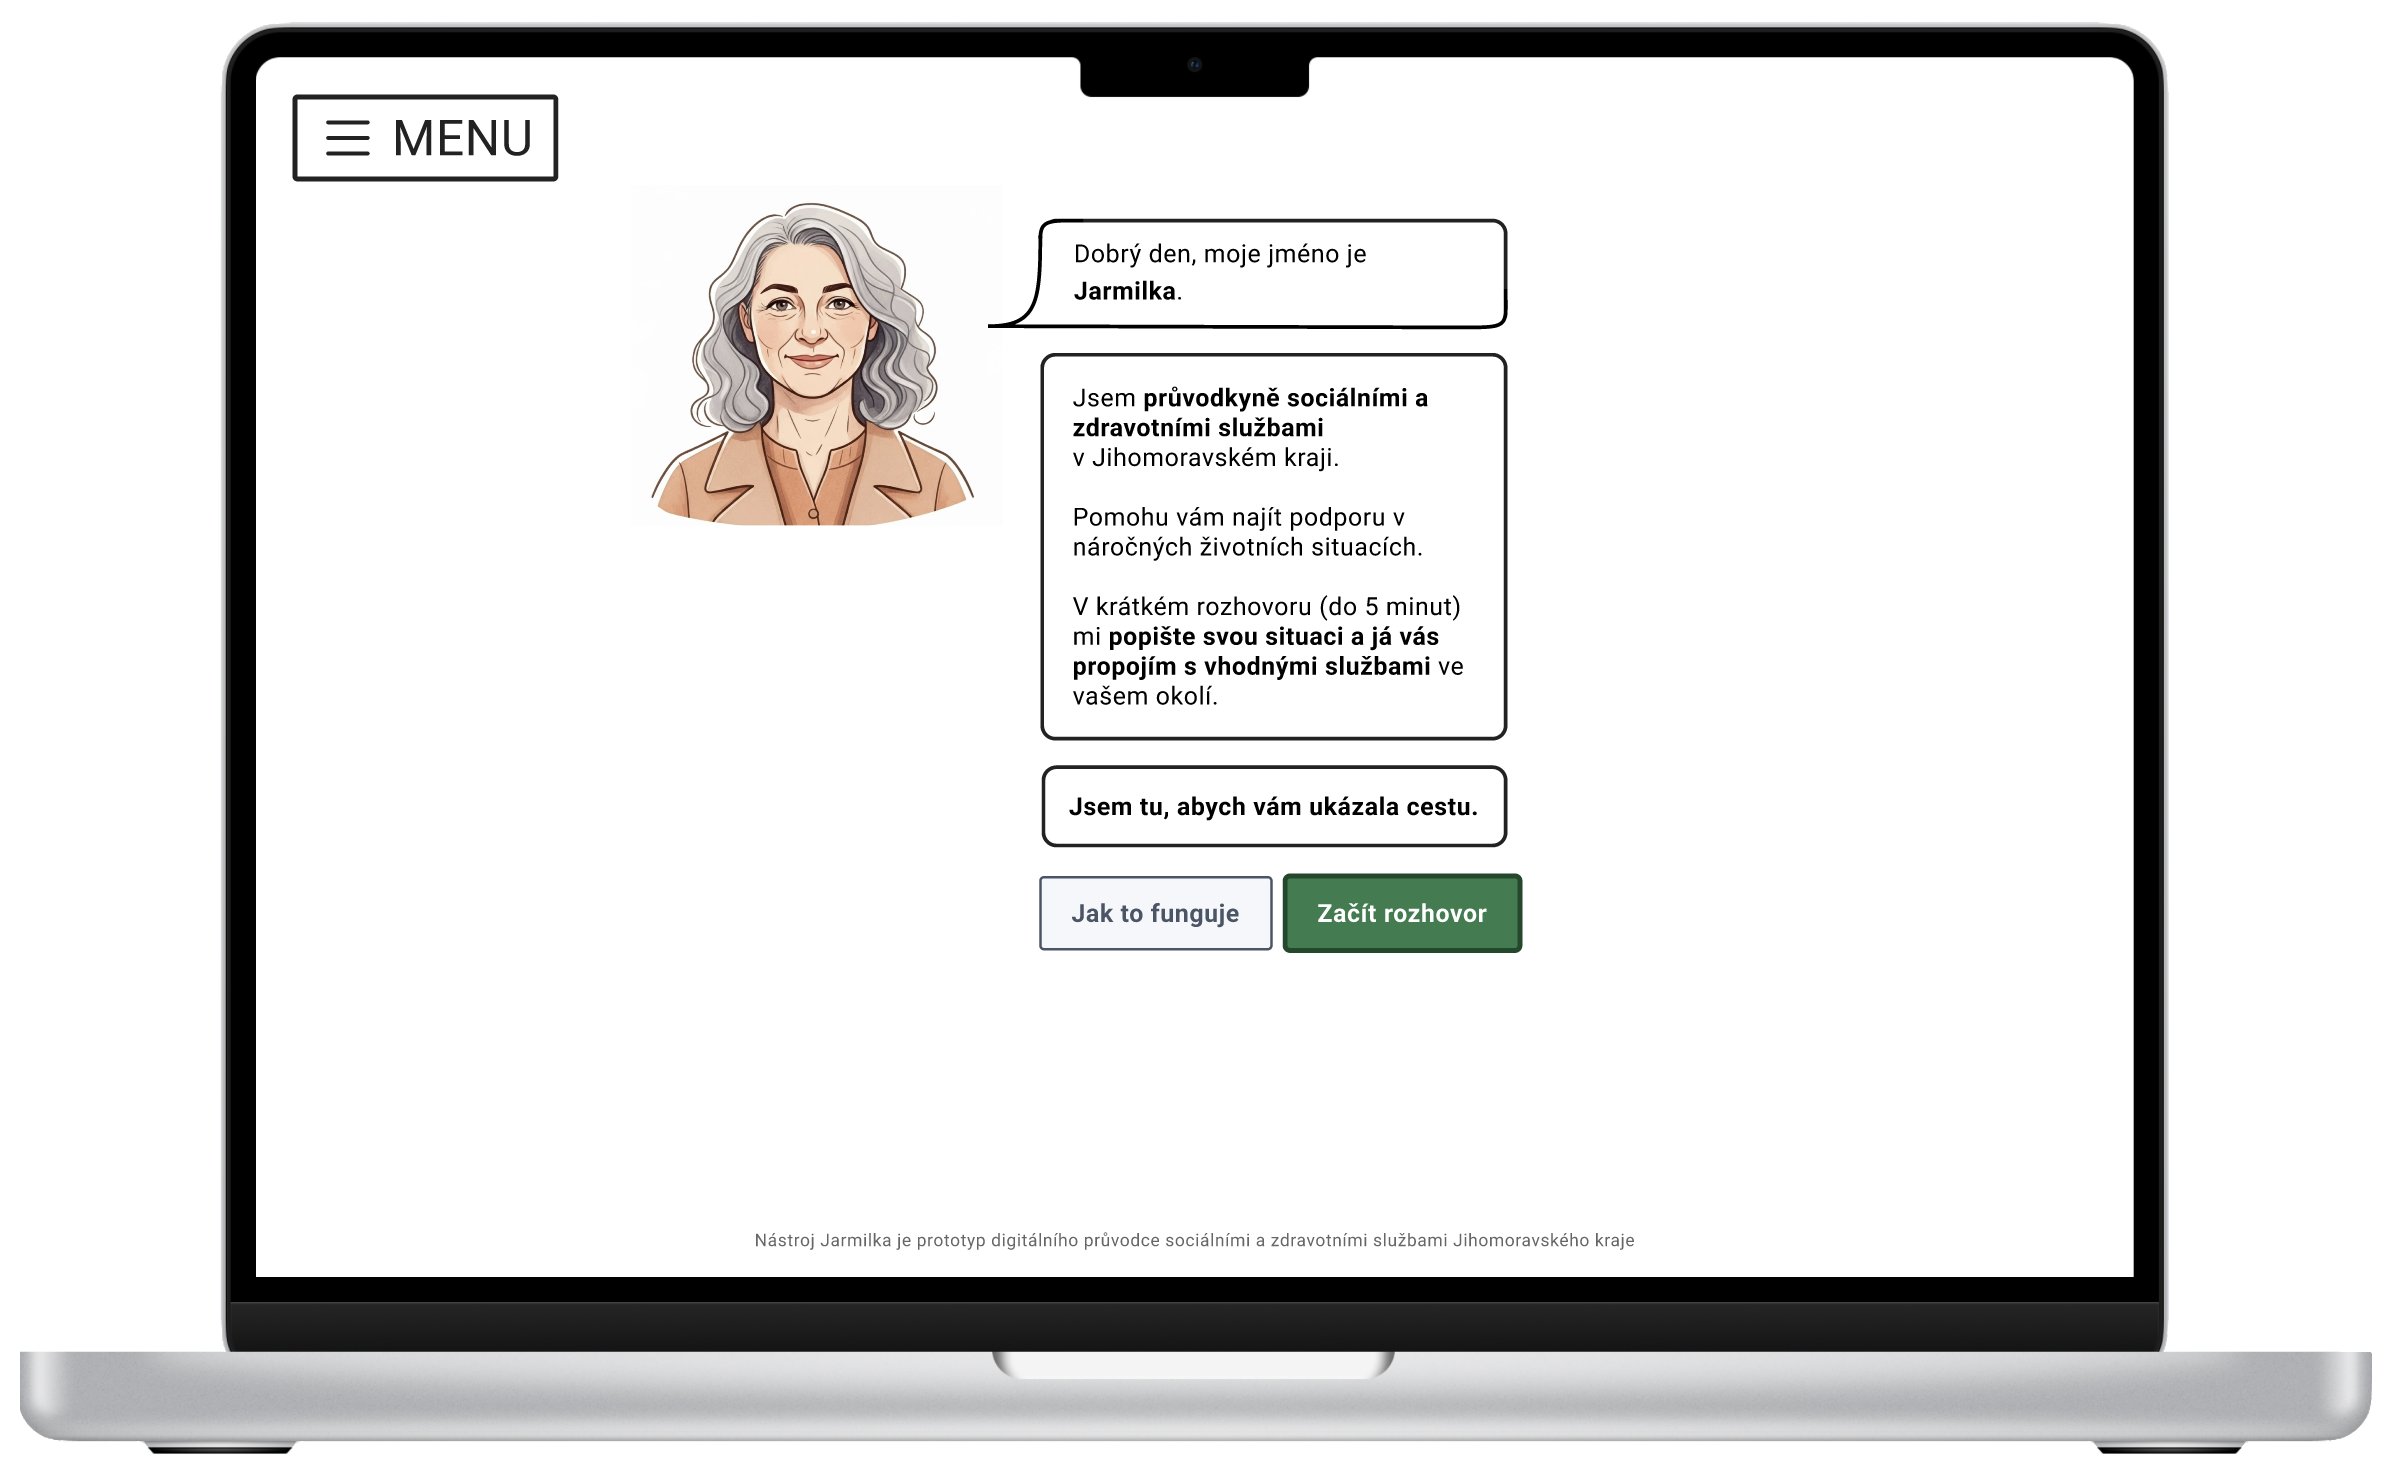 MENU
Dobrý den, moje jméno je
Jarmilka.
Jsem průvodkyně sociálními a
zdravotními službami
v Jihomoravském kraji.
Pomohu vám najít podporu v
náročných životních situacích.
V krátkém rozhovoru (do 5 minut)
mi popište svou situaci a já vás
propojím s vhodnými službami ve
vašem okolí.
Jsem tu, abych vám ukázala cestu.
Jak to funguje
Začít rozhovor
Nástroj Jarmilka je prototyp digitálního průvodce sociálními a zdravotními službami Jihomoravského kraje